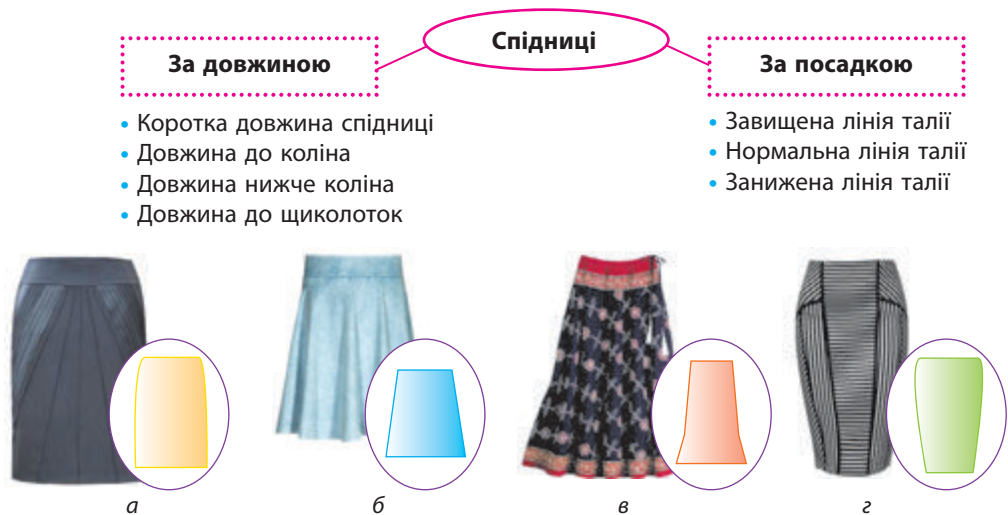 Спідниці
За довжиною
• Коротка довжина спідниці
• Довжина до коліна
• Довжина нижче коліна
• Довжина до щиколоток
За посадкою
• Завищена лінія талії
• Нормальна лінія талії
• Занижена лінія талії
а б в г